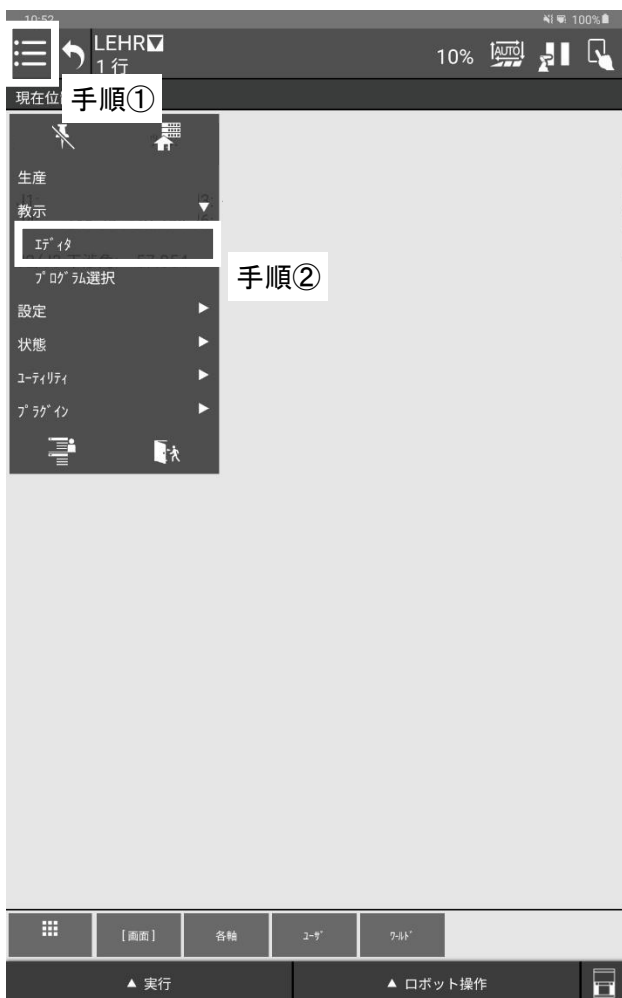 10:52 100%
LEHR
1 行
10% AUTO
手順①
現在位
生産
教示
ｴﾃﾞｨﾀ
ﾌﾟﾛｸﾞﾗﾑ選択
手順②
設定
状態
ﾕｰﾃｨﾘﾃｨ
ﾌﾟﾗｸﾞｲﾝ
[画面] 各軸 ﾕｰｻﾞ ﾜｰﾙﾄﾞ
▲ 実行 ▲ ロボット操作